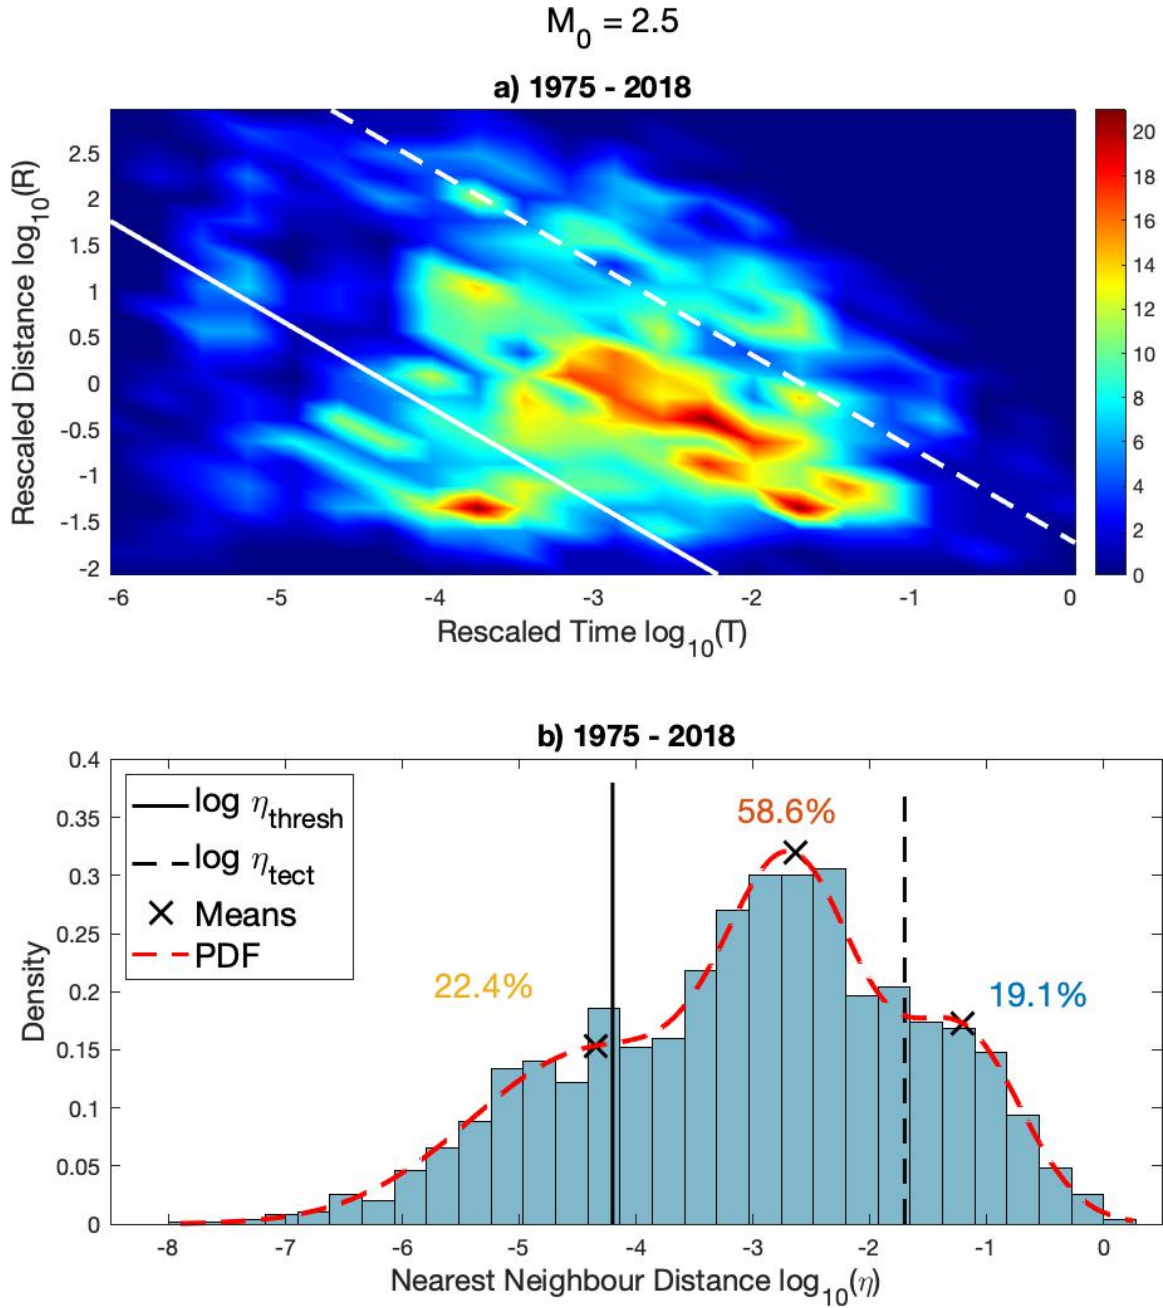 M0 = 2.5
a) 1975 - 2018
Rescaled Distance log10(R)
2.5
2
1.5
1
0.5
0
-0.5
-1
-1.5
-2
-6 -5 -4 -3 -2 -1 0
Rescaled Time log10(T)
20
18
16
14
12
10
8
6
4
2
0
b) 1975 - 2018
Density
0.4
0.35
0.3
0.25
0.2
0.15
0.1
0.05
0
log ηthresh
log ηtect
Means
PDF
22.4%
58.6%
19.1%
-8 -7 -6 -5 -4 -3 -2 -1 0
Nearest Neighbour Distance log10(η)